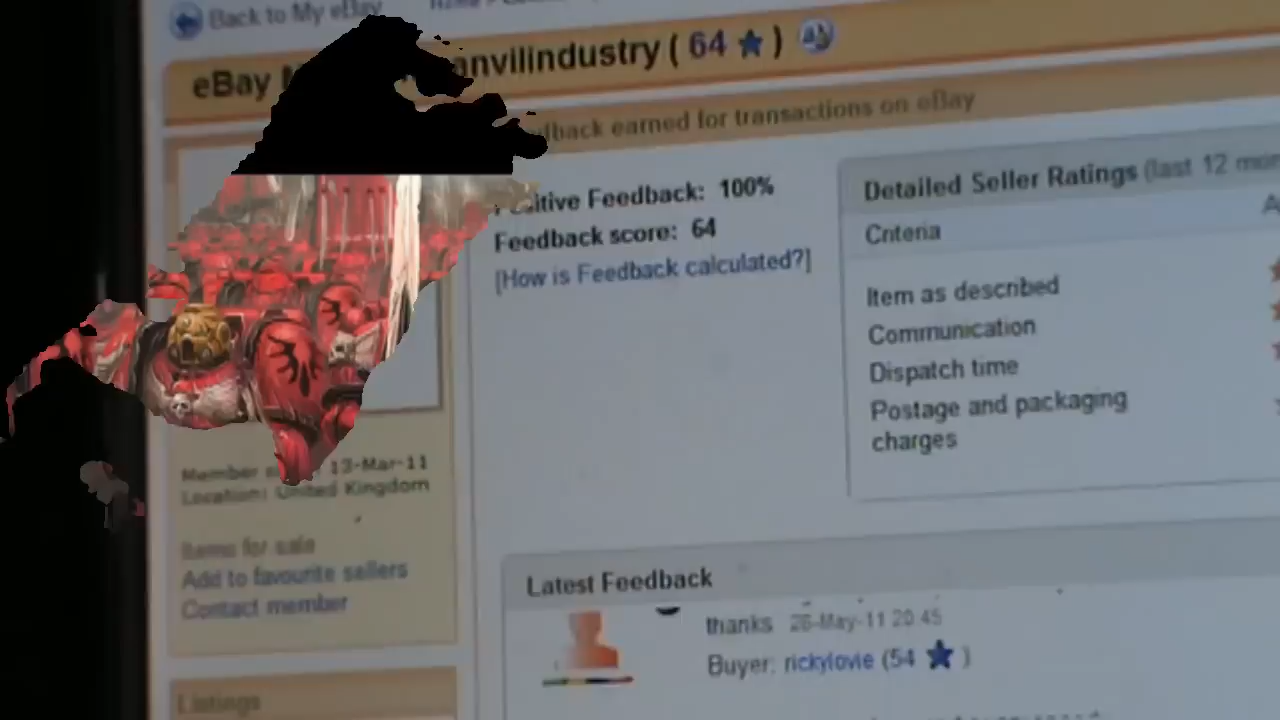 Back to My eBay
eBay anvilindustry ( 64 )
earned for transactions on eBay
Positive Feedback: 100%
Feedback score: 64
[How is Feedback calculated?]
Detailed Seller Ratings (last 12
Criteria
Item as described
Communication
Dispatch time
Postage and packaging
charges
Member 13-Mar-11
Location: United Kingdom
Items for sale
Add to favourite sellers
Contact member
Latest Feedback
thanks 26-May-11 20:45
Buyer: rickylovie (54 )
Listings